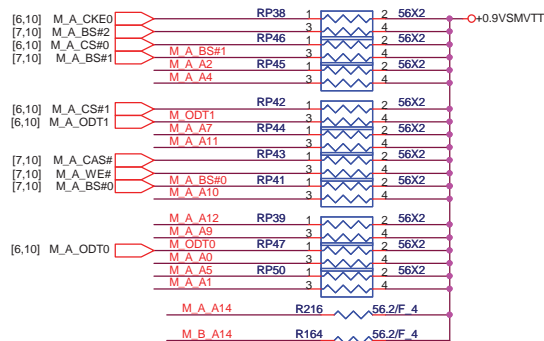 [6,10] M_A_CKE0 RP38 1 2 56X2 +0.9VSMVTT
[7,10] M_A_BS#2 3 4
[6,10] M_A_CS#0 RP46 1 2 56X2
[7,10] M_A_BS#1 M_A_BS#1 3 4
M_A_A2 RP45 1 2 56X2
M_A_A4 3 4
[6,10] M_A_CS#1 RP42 1 2 56X2
[6,10] M_A_ODT1 M_ODT1 3 4
M_A_A7 RP44 1 2 56X2
M_A_A11 3 4
[7,10] M_A_CAS# RP43 1 2 56X2
[7,10] M_A_WE# 3 4
[7,10] M_A_BS#0 M_A_BS#0 RP41 1 2 56X2
M_A_A10 3 4
M_A_A12 RP39 1 2 56X2
M_A_A9 3 4
[6,10] M_A_ODT0 M_ODT0 RP47 1 2 56X2
M_A_A0 3 4
M_A_A5 RP50 1 2 56X2
M_A_A1 3 4
M_A_A14 R216 56.2/F_4
M_B_A14 R164 56.2/F_4